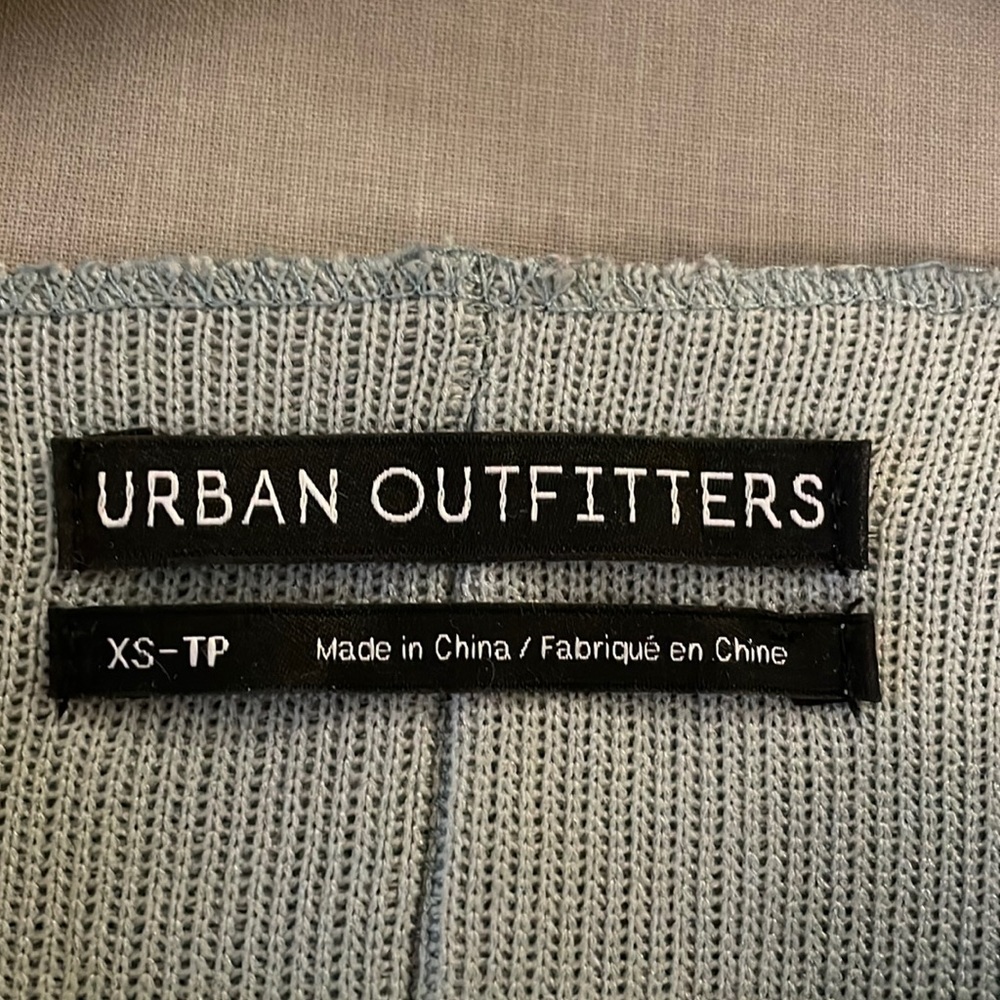 URBAN OUTFITTERS
XS-TP Made in China / Fabriqué en Chine